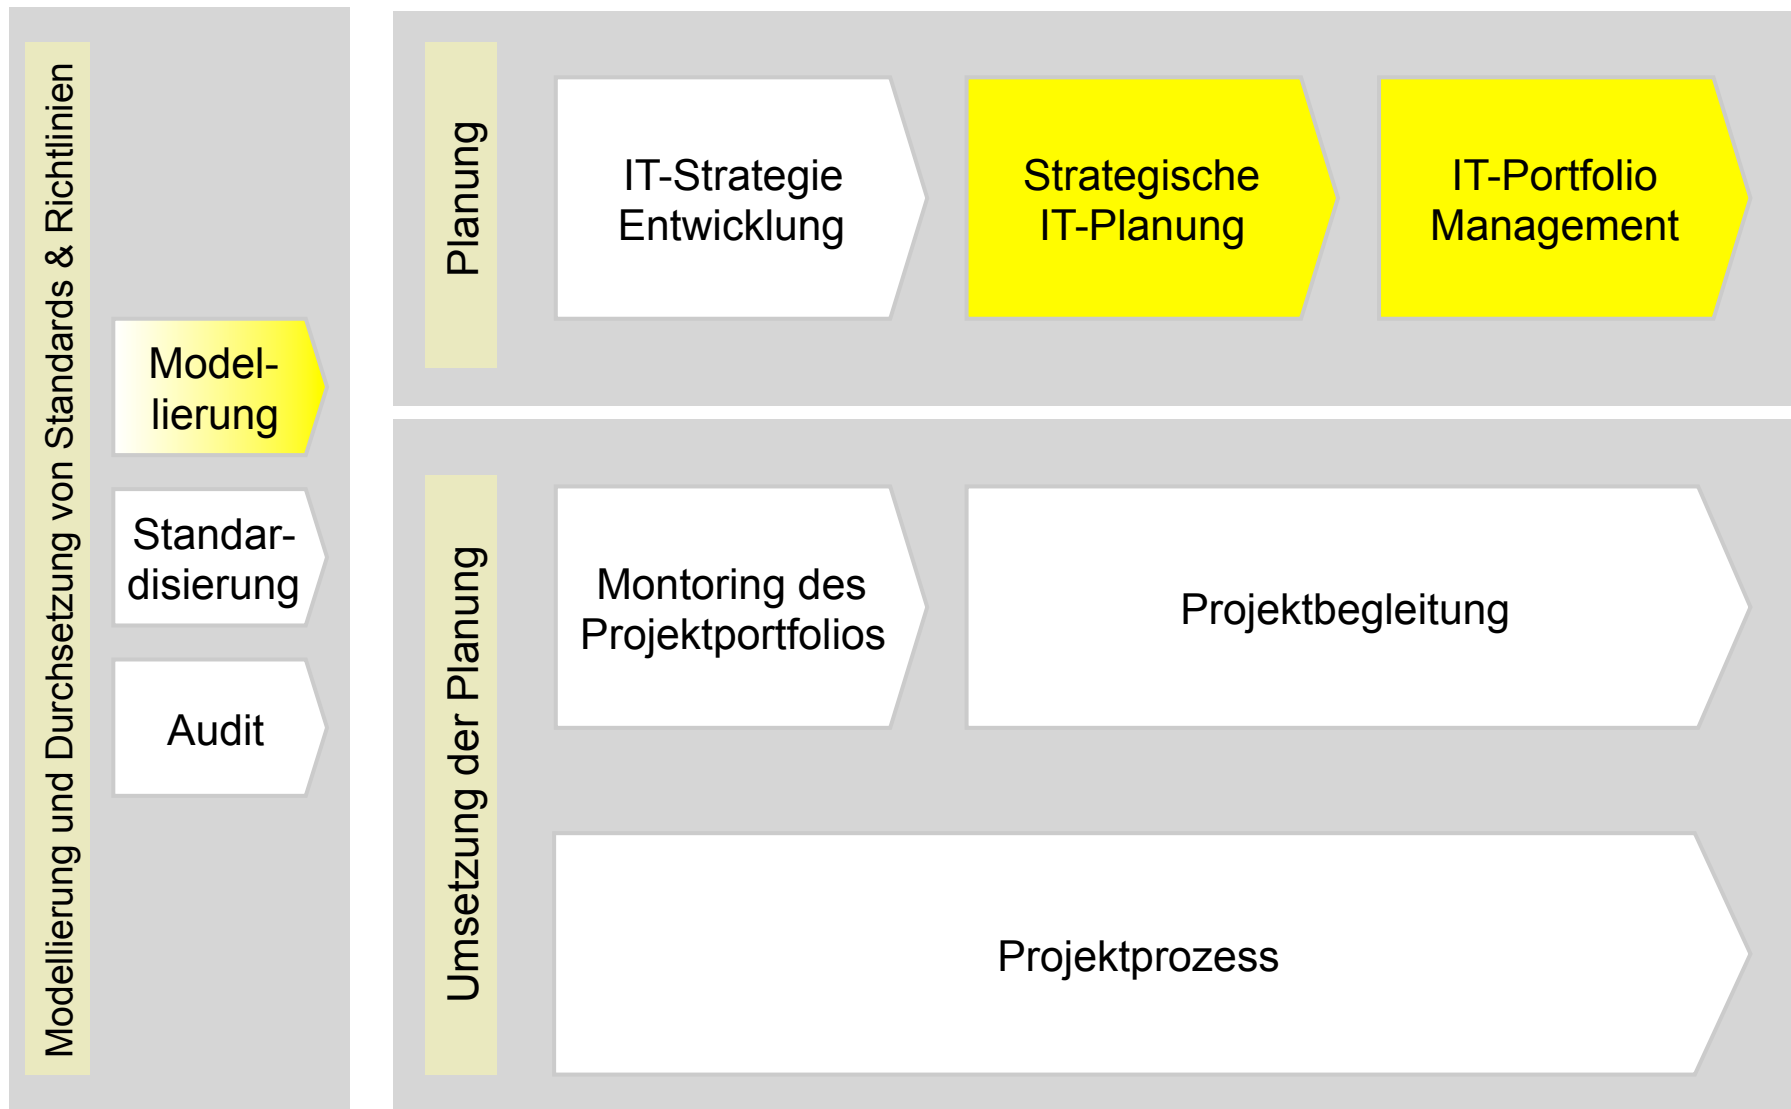 Modellierung und Durchsetzung von Standards & Richtlinien
Model-
lierung
Standar-
disierung
Audit
Planung
IT-Strategie
Entwicklung
Strategische
IT-Planung
IT-Portfolio
Management
Umsetzung der Planung
Montoring des
Projektportfolios
Projektbegleitung
Projektprozess